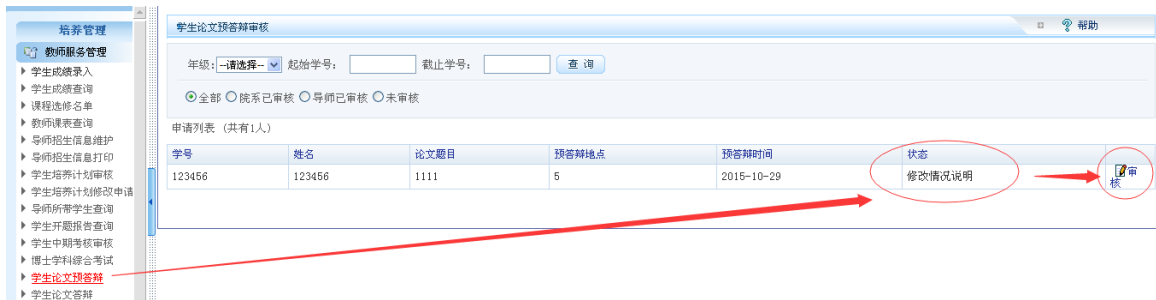 培养管理
教师服务管理
学生成绩录入
学生成绩查询
课程选修名单
教师课表查询
导师招生信息维护
导师招生信息打印
学生培养计划审核
学生培养计划修改申请
导师所带学生查询
学生开题报告查询
学生中期考核审核
博士学科综合考试
学生论文预答辩
学生论文答辩
学生论文预答辩审核
帮助
年级: --请选择-- 起始学号: 截止学号: 查 询
全部 院系已审核 导师已审核 未审核
申请列表 (共有1人)
学号 姓名 论文题目 预答辩地点 预答辩时间 状态
123456 123456 1111 5 2015-10-29 修改情况说明 审
核